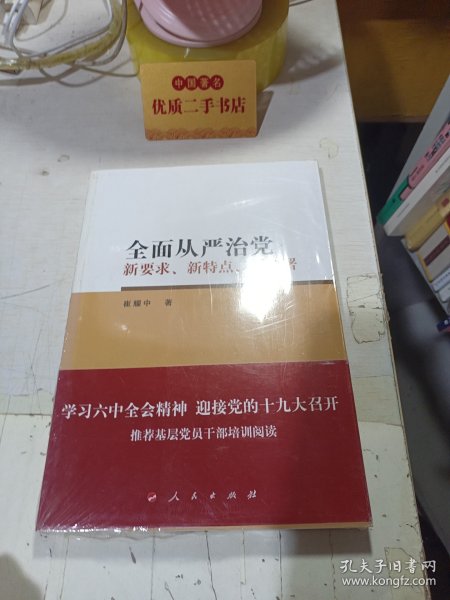 中国著名
优质二手书店
全面从严治党
新要求、新特点、
崔耀中 著
学习六中全会精神 迎接党的十九大召开
推荐基层党员干部培训阅读
人民出版社
孔夫子旧书网
www.kongfz.com